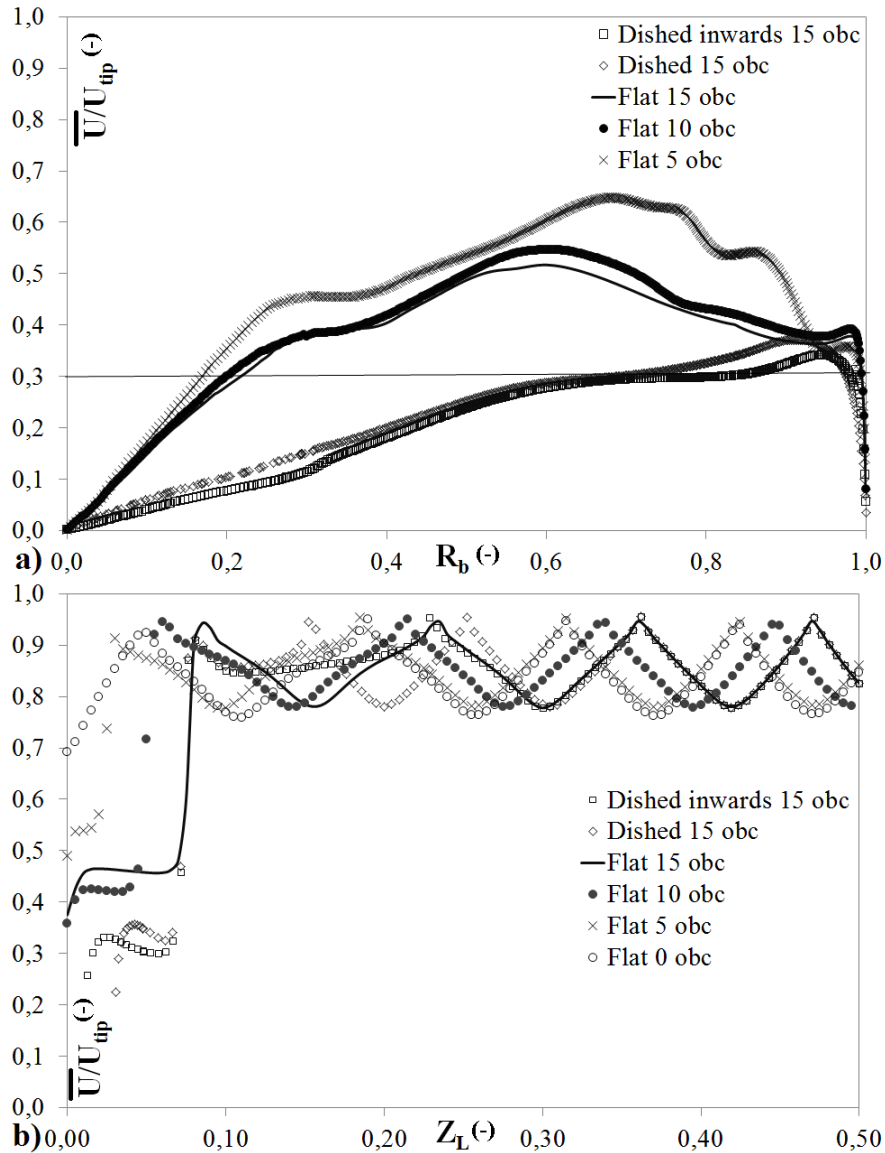 1,0
0,9
0,8
0,7
0,6
0,5
0,4
0,3
0,2
0,1
0,0
U/Utip (-)
Dished inwards 15 obc
Dished 15 obc
Flat 15 obc
Flat 10 obc
Flat 5 obc
0,0 0,2 0,4 0,6 0,8 1,0
a) Rb (-)
1,0
0,9
0,8
0,7
0,6
0,5
0,4
0,3
0,2
0,1
0,0
U/Utip (-)
Dished inwards 15 obc
Dished 15 obc
Flat 15 obc
Flat 10 obc
Flat 5 obc
Flat 0 obc
0,00 0,10 0,20 0,30 0,40 0,50
b) ZL (-)